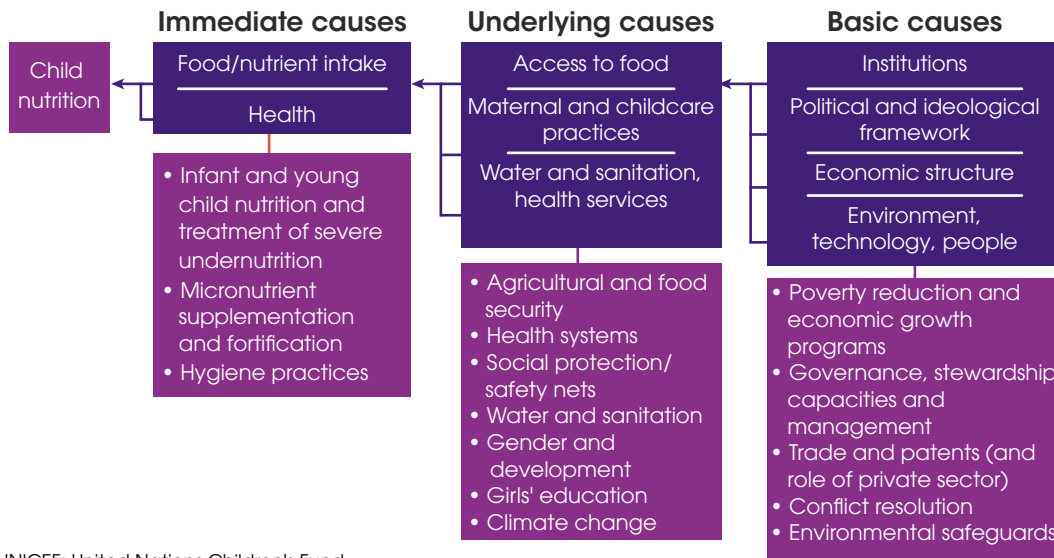 Immediate causes
Underlying causes
Basic causes
Child
nutrition
Food/nutrient intake
Health
• Infant and young
child nutrition and
treatment of severe
undernutrition
• Micronutrient
supplementation
and fortification
• Hygiene practices
Access to food
Maternal and childcare
practices
Water and sanitation,
health services
• Agricultural and food
security
• Health systems
• Social protection/
safety nets
• Water and sanitation
• Gender and
development
• Girls' education
• Climate change
Institutions
Political and ideological
framework
Economic structure
Environment,
technology, people
• Poverty reduction and
economic growth
programs
• Governance, stewardship
capacities and
management
• Trade and patents (and
role of private sector)
• Conflict resolution
• Environmental safeguards